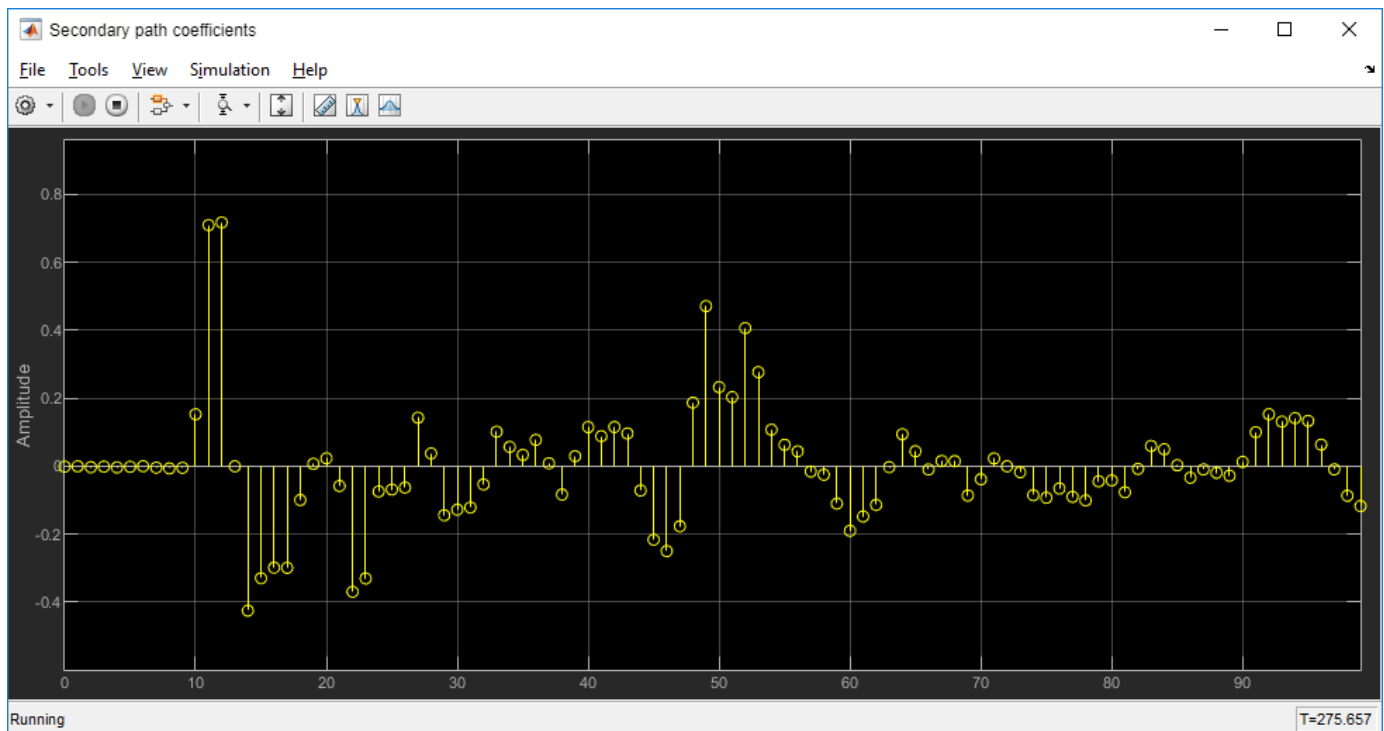 Secondary path coefficients
File Tools View Simulation Help
0.8
0.6
0.4
0.2
0
-0.2
-0.4
Amplitude
0 10 20 30 40 50 60 70 80 90
Running T=275.657